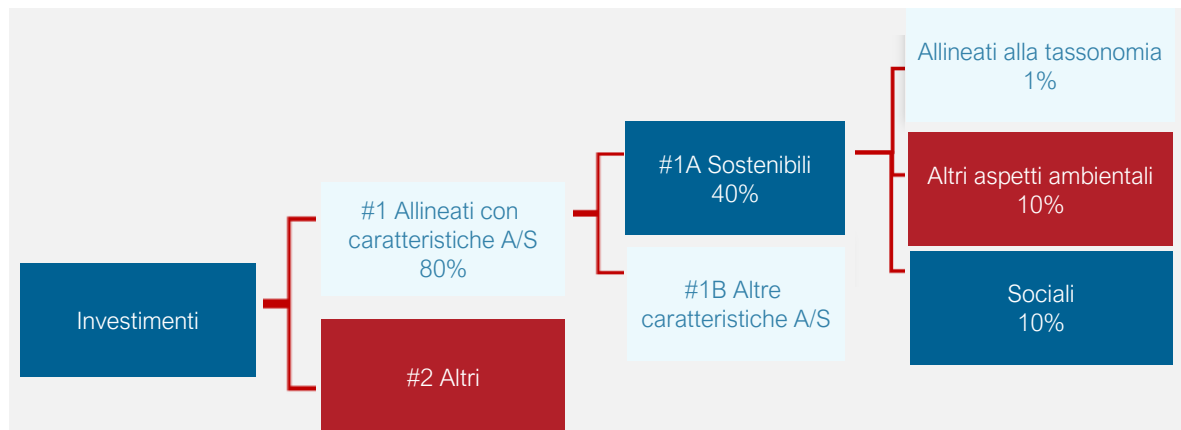 Investimenti
#1 Allineati con
caratteristiche A/S
80%
#2 Altri
#1A Sostenibili
40%
#1B Altre
caratteristiche A/S
Allineati alla tassonomia
1%
Altri aspetti ambientali
10%
Sociali
10%